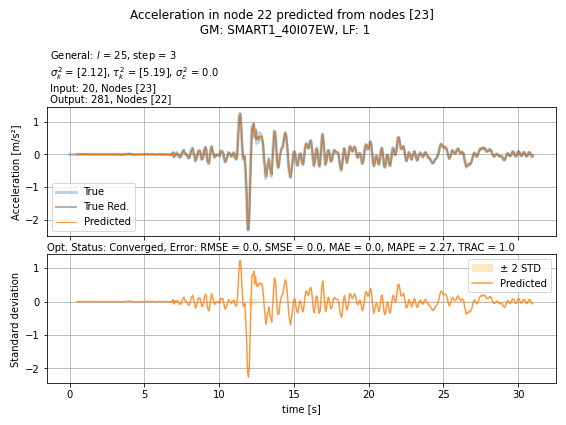 Acceleration in node 22 predicted from nodes [23]
GM: SMART1_40I07EW, LF: 1
General: l = 25, step = 3
σ²ₖ = [2.12], τ²ₖ = [5.19], σ²ε = 0.0
Input: 20, Nodes [23]
Output: 281, Nodes [22]
Acceleration [m/s²]
1
0
−1
−2
True
True Red.
Predicted
Opt. Status: Converged, Error: RMSE = 0.0, SMSE = 0.0, MAE = 0.0, MAPE = 2.27, TRAC = 1.0
Standard deviation
1
0
−1
−2
± 2 STD
Predicted
0 5 10 15 20 25 30
time [s]